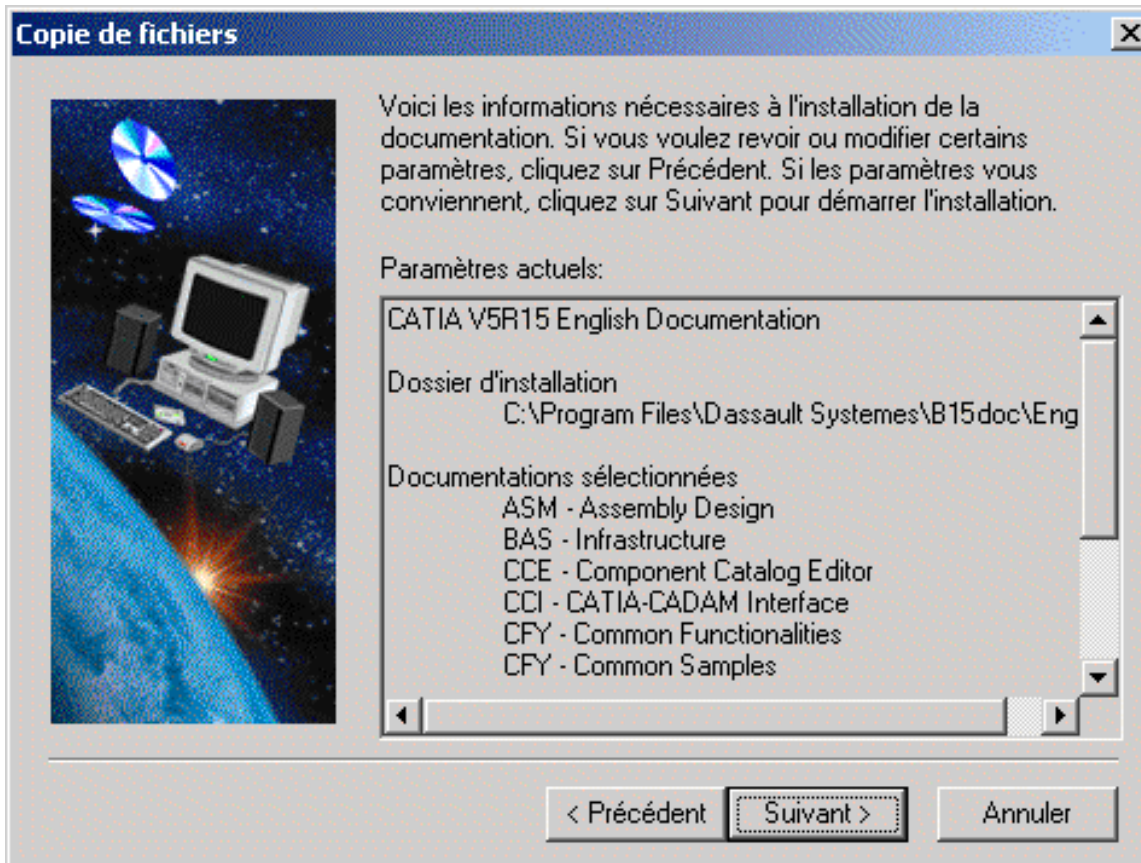 Copie de fichiers
Voici les informations nécessaires à l'installation de la
documentation. Si vous voulez revoir ou modifier certains
paramètres, cliquez sur Précédent. Si les paramètres vous
conviennent, cliquez sur Suivant pour démarrer l'installation.
Paramètres actuels:
CATIA V5R15 English Documentation
Dossier d'installation
C:\Program Files\Dassault Systemes\B15doc\Eng
Documentations sélectionnées
ASM - Assembly Design
BAS - Infrastructure
CCE - Component Catalog Editor
CCI - CATIA-CADAM Interface
CFY - Common Functionalities
CFY - Common Samples
< Précédent
Suivant >
Annuler